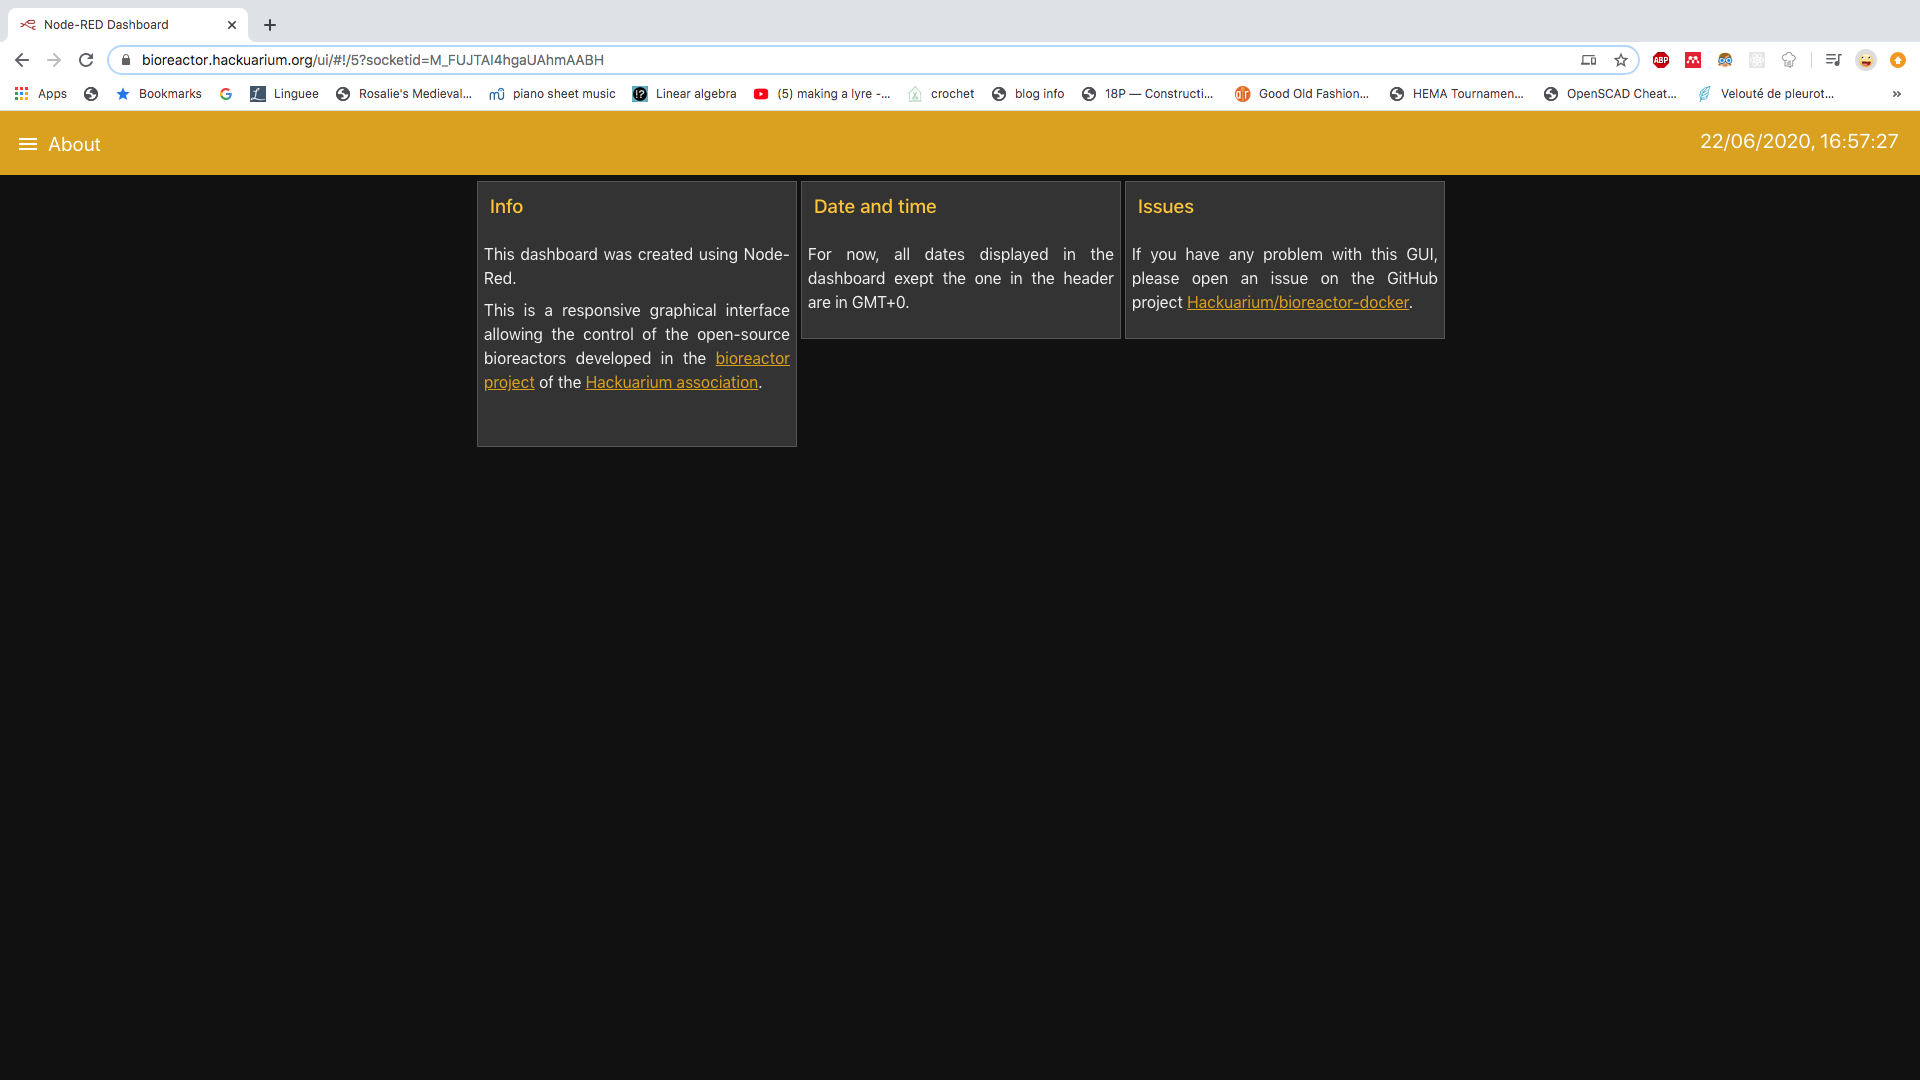 Node-RED Dashboard
bioreactor.hackuarium.org/ui/#!/5?socketid=M_FUJTAI4hgaUAhmAABH
ABP
Apps
Bookmarks
Linguee
Rosalie's Medieval...
piano sheet music
Linear algebra
(5) making a lyre -...
crochet
blog info
18P — Constructi...
Good Old Fashion...
HEMA Tournamen...
OpenSCAD Cheat...
Velouté de pleurot...
»
About
22/06/2020, 16:57:27
Info
This dashboard was created using Node-
Red.
This is a responsive graphical interface
allowing the control of the open-source
bioreactors developed in the bioreactor
project of the Hackuarium association.
Date and time
For now, all dates displayed in the
dashboard exept the one in the header
are in GMT+0.
Issues
If you have any problem with this GUI,
please open an issue on the GitHub
project Hackuarium/bioreactor-docker.